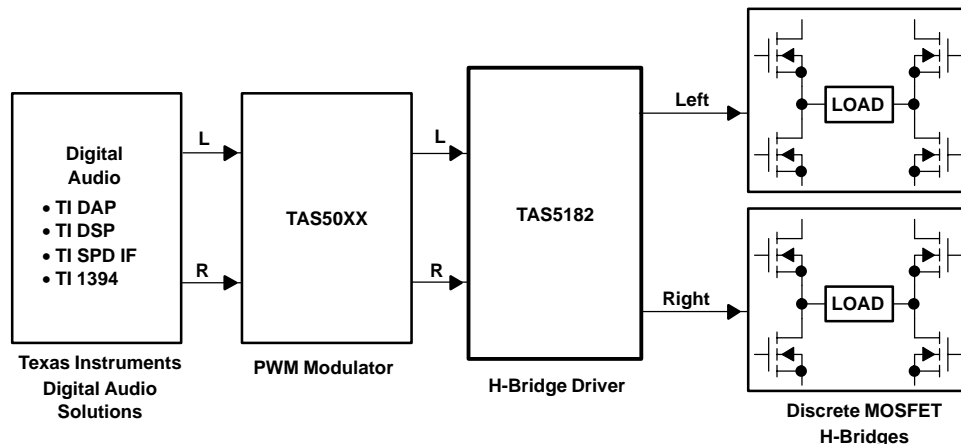 Digital
Audio
• TI DAP
• TI DSP
• TI SPD IF
• TI 1394
Texas Instruments
Digital Audio
Solutions
L
R
TAS50XX
PWM Modulator
L
R
TAS5182
H-Bridge Driver
Left
Right
LOAD
LOAD
Discrete MOSFET
H-Bridges